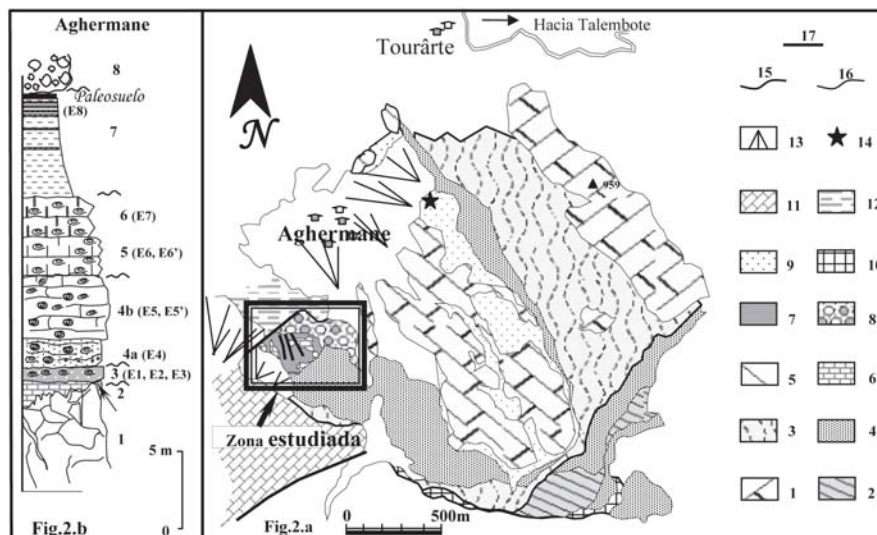 Aghermane
8
Paleosuelo
(E8)
7
6 (E7)
5 (E6, E6')
4b (E5, E5')
4a (E4)
3 (E1, E2, E3)
2
1
5 m
0
Fig.2.b
Tourârte
Hacia Talembote
N
959
Aghermane
Zona estudiada
Fig.2.a
0 500m
17
15 16
13 14
11 12
9 10
7 8
5 6
3 4
1 2